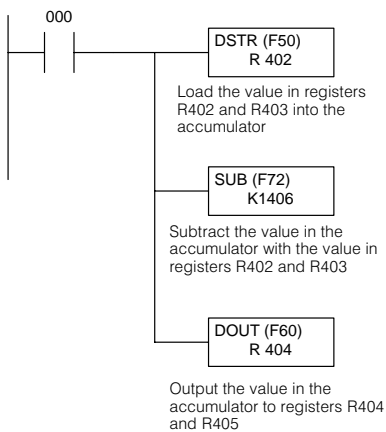 000
DSTR (F50)
R 402
Load the value in registers
R402 and R403 into the
accumulator
SUB (F72)
K1406
Subtract the value in the
accumulator with the value in
registers R402 and R403
DOUT (F60)
R 404
Output the value in the
accumulator to registers R404
and R405